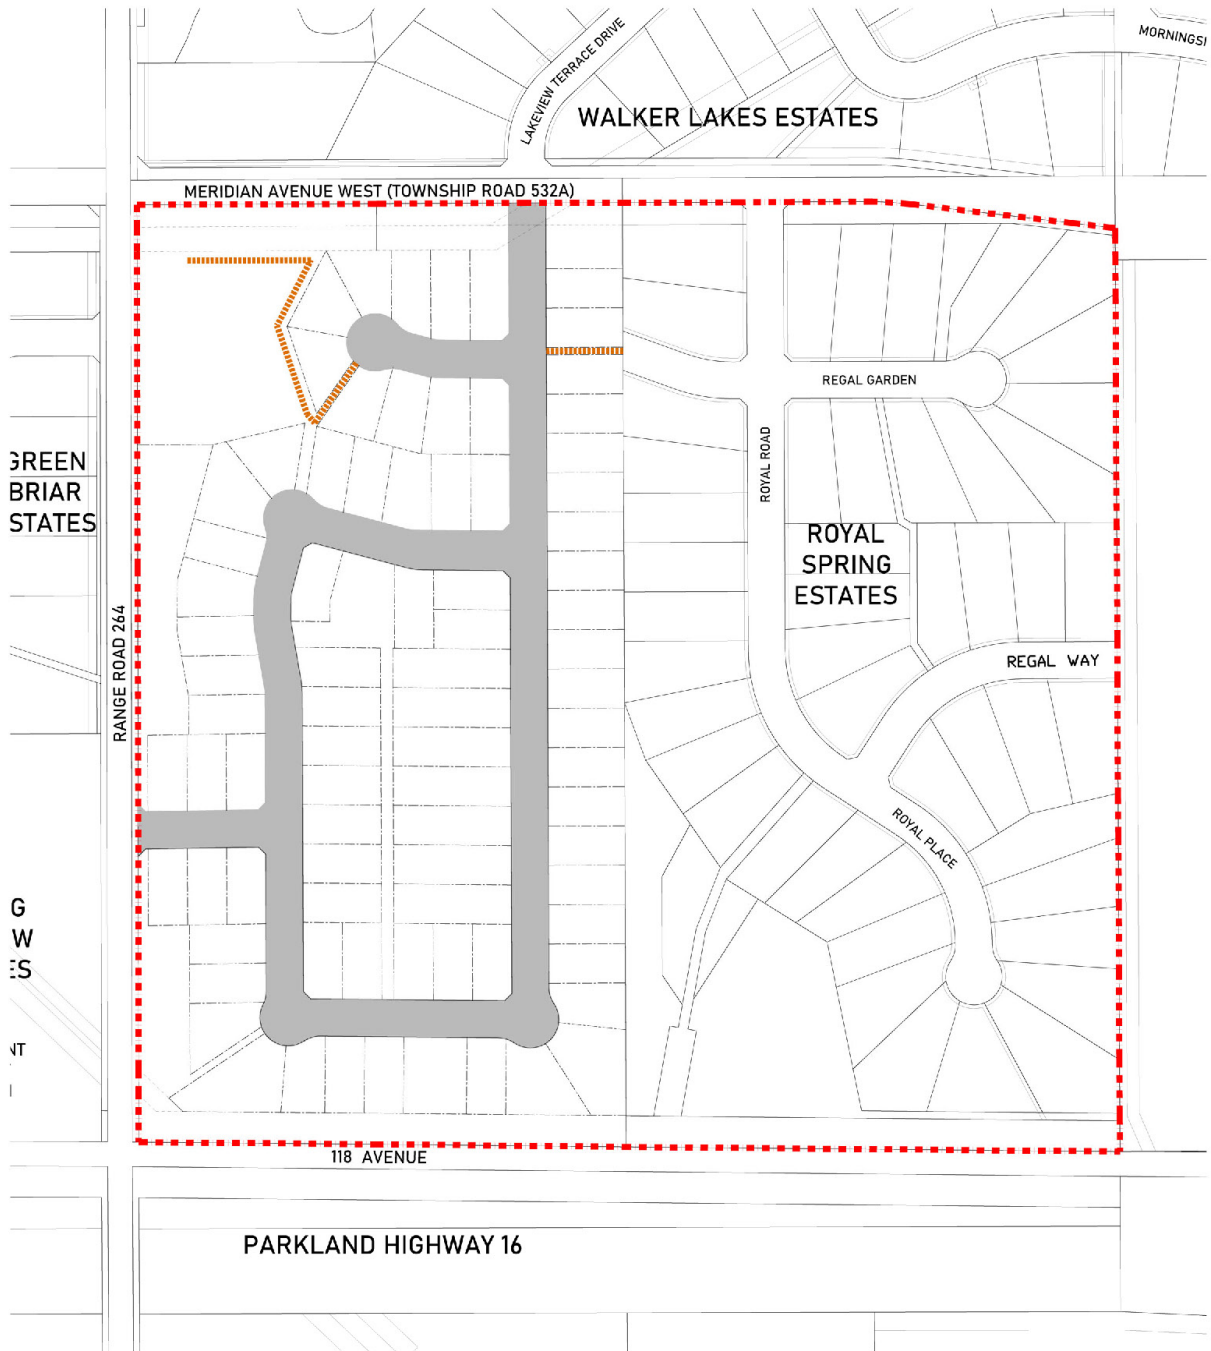 MORNINGSI
LAKEVIEW TERRACE DRIVE
WALKER LAKES ESTATES
MERIDIAN AVENUE WEST (TOWNSHIP ROAD 532A)
REGAL GARDEN
ROYAL ROAD
GREEN
BRIAR
STATES
ROYAL
SPRING
ESTATES
RANGE ROAD 264
REGAL WAY
ROYAL PLACE
G
W
ES
NT
118 AVENUE
PARKLAND HIGHWAY 16